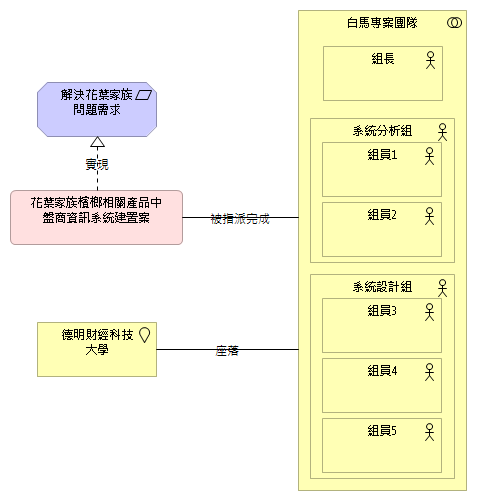 白馬專案團隊
組長
解決花葉家族
問題需求
系統分析組
組員1
實現
組員2
花葉家族檳榔相關產品中
盤商資訊系統建置案
被指派完成
系統設計組
組員3
德明財經科技
大學
座落
組員4
組員5